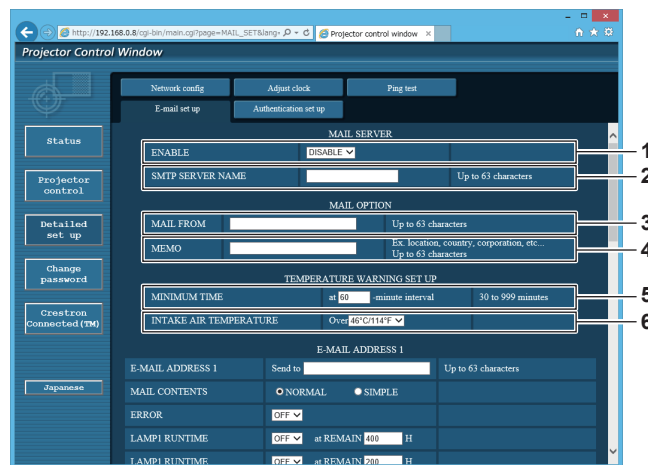 http://192.168.0.8/cgi-bin/main.cgi?page=MAIL_SET&lang=
Projector control window
Projector Control Window
Network config Adjust clock Ping test
E-mail set up Authentication set up
Status
Projector control
Detailed set up
Change password
Crestron Connected(TM)
Japanese
MAIL SERVER
ENABLE DISABLE 1
SMTP SERVER NAME Up to 63 characters 2
MAIL OPTION
MAIL FROM Up to 63 characters 3
MEMO Ex. location, country, corporation, etc... 4
Up to 63 characters
TEMPERATURE WARNING SET UP
MINIMUM TIME at 60 -minute interval 30 to 999 minutes 5
INTAKE AIR TEMPERATURE Over 46°C/114°F 6
E-MAIL ADDRESS 1
E-MAIL ADDRESS 1 Send to Up to 63 characters
MAIL CONTENTS NORMAL SIMPLE
ERROR OFF
LAMP1 RUNTIME OFF at REMAIN 400 H
LAMP1 RUNTIME OFF at REMAIN 200 H